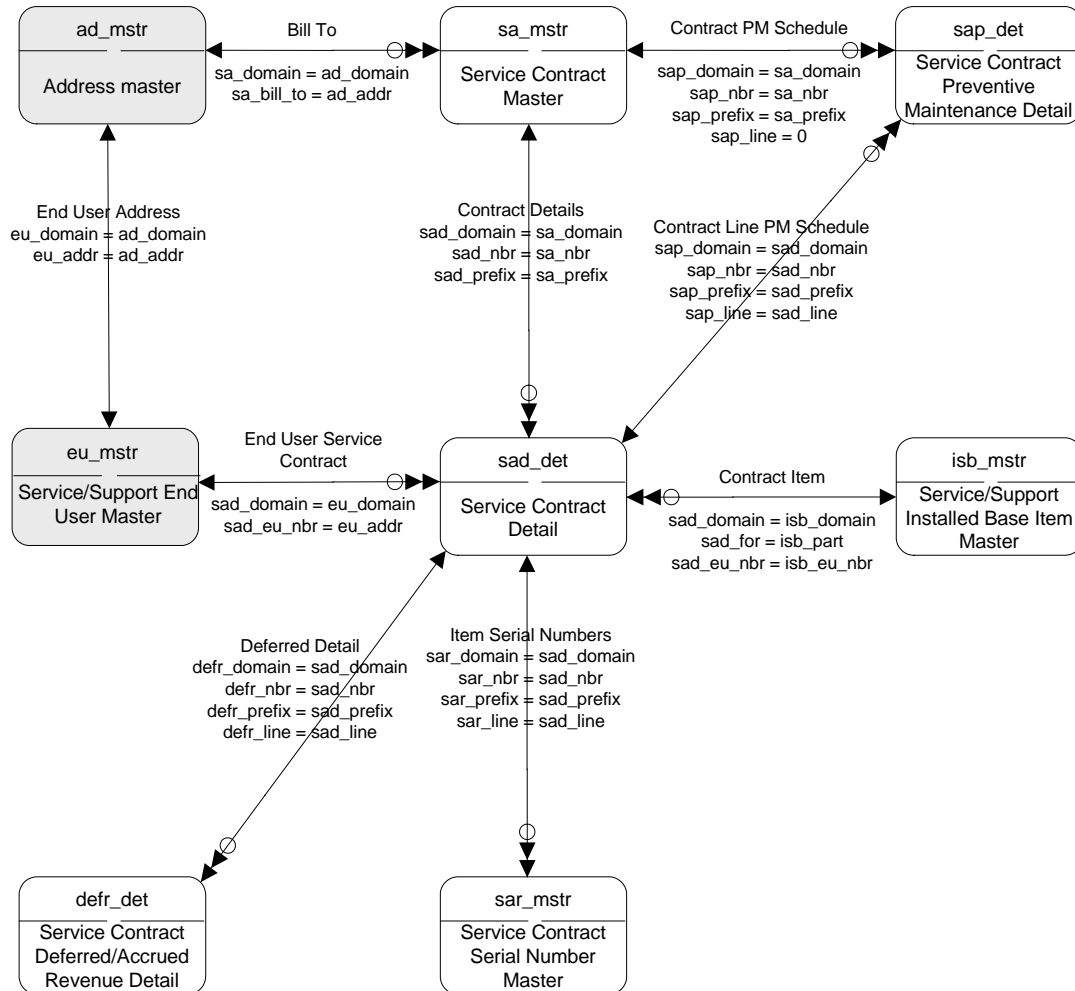 ad_mstr
Address master
Bill To
sa_domain = ad_domain
sa_bill_to = ad_addr
sa_mstr
Service Contract
Master
Contract PM Schedule
sap_domain = sa_domain
sap_nbr = sa_nbr
sap_prefix = sa_prefix
sap_line = 0
sap_det
Service Contract
Preventive
Maintenance Detail
End User Address
eu_domain = ad_domain
eu_addr = ad_addr
Contract Details
sad_domain = sa_domain
sad_nbr = sa_nbr
sad_prefix = sa_prefix
Contract Line PM Schedule
sap_domain = sad_domain
sap_nbr = sad_nbr
sap_prefix = sad_prefix
sap_line = sad_line
eu_mstr
Service/Support End
User Master
End User Service
Contract
sad_domain = eu_domain
sad_eu_nbr = eu_addr
sad_det
Service Contract
Detail
Contract Item
sad_domain = isb_domain
sad_for = isb_part
sad_eu_nbr = isb_eu_nbr
isb_mstr
Service/Support
Installed Base Item
Master
Deferred Detail
defr_domain = sad_domain
defr_nbr = sad_nbr
defr_prefix = sad_prefix
defr_line = sad_line
Item Serial Numbers
sar_domain = sad_domain
sar_nbr = sad_nbr
sar_prefix = sad_prefix
sar_line = sad_line
defr_det
Service Contract
Deferred/Accrued
Revenue Detail
sar_mstr
Service Contract
Serial Number
Master